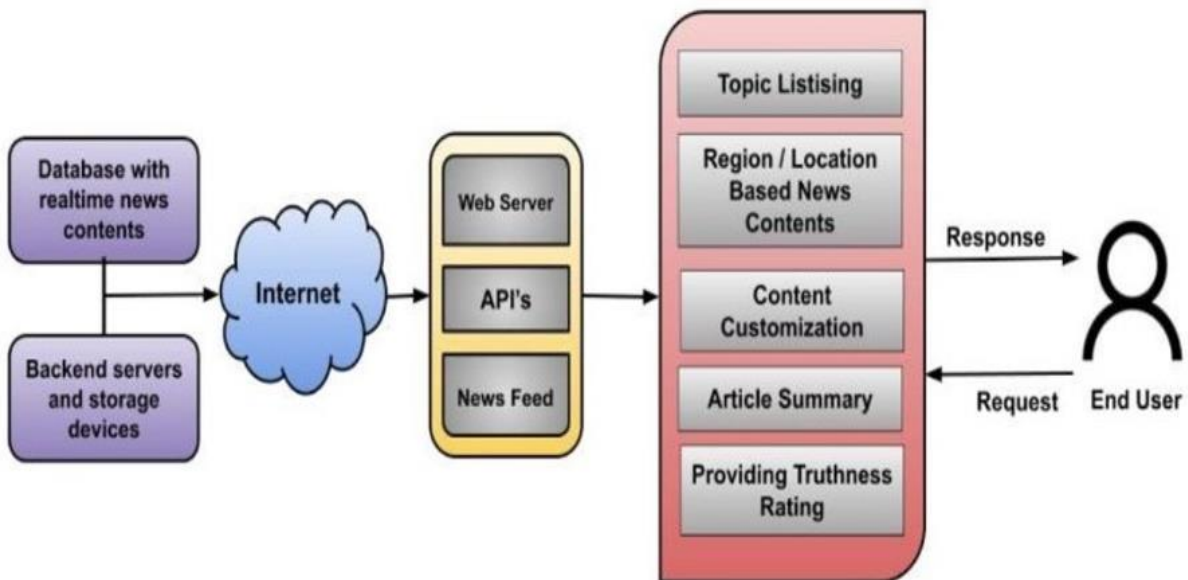 Database with
realtime news
contents
Backend servers
and storage
devices
Internet
Web Server
API's
News Feed
Topic Listising
Region / Location
Based News
Contents
Content
Customization
Article Summary
Providing Truthness
Rating
Response
Request
End User